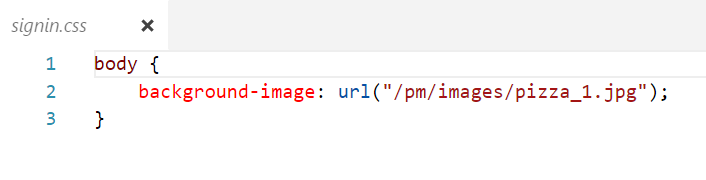 signin.css ×
1 body {
2     background-image: url("/pm/images/pizza_1.jpg");
3 }